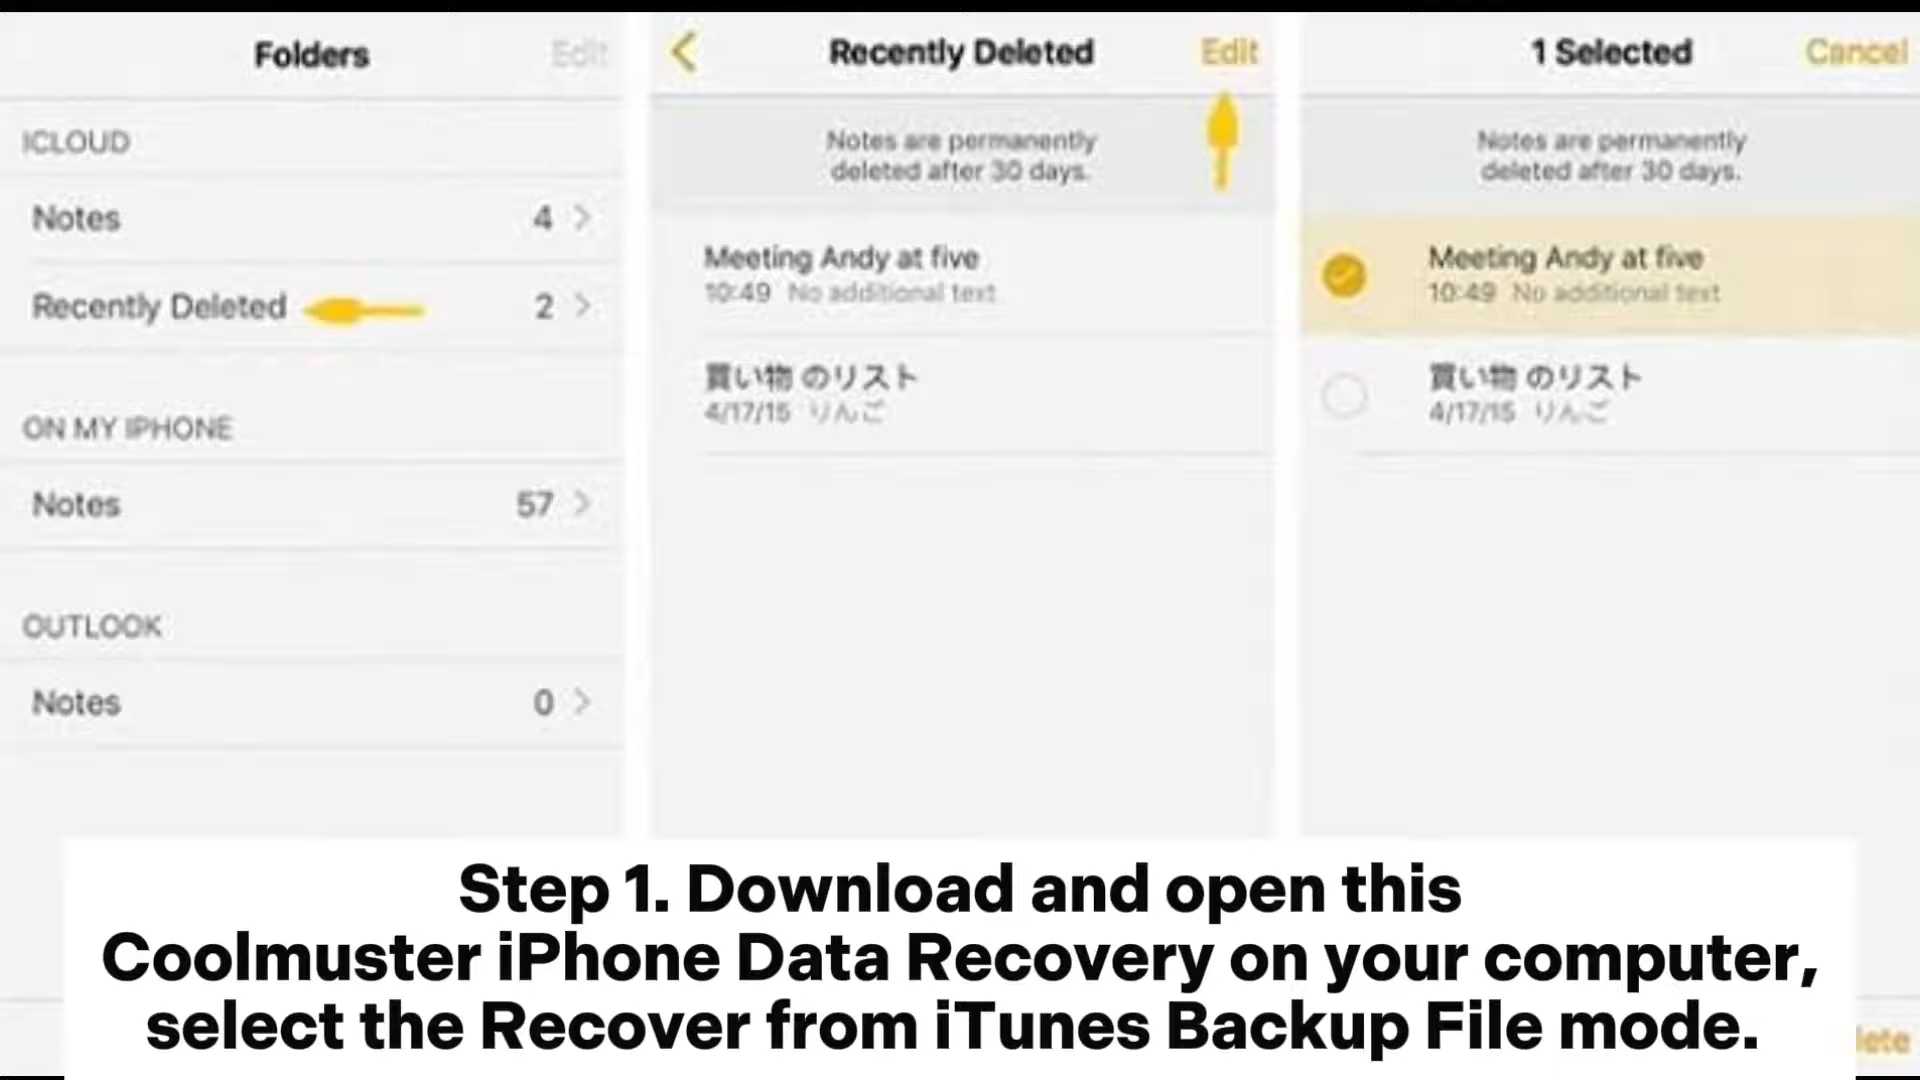 Folders
Edit
ICLOUD
Notes
4
Recently Deleted
2
ON MY IPHONE
Notes
57
OUTLOOK
Notes
0
Recently Deleted
Edit
Notes are permanently
deleted after 30 days.
Meeting Andy at five
10:49 No additional text
買い物 のリスト
4/17/15 りんご
1 Selected
Cancel
Notes are permanently
deleted after 30 days.
Meeting Andy at five
10:49 No additional text
買い物 のリスト
4/17/15 りんご
Step 1. Download and open this
Coolmuster iPhone Data Recovery on your computer,
select the Recover from iTunes Backup File mode.